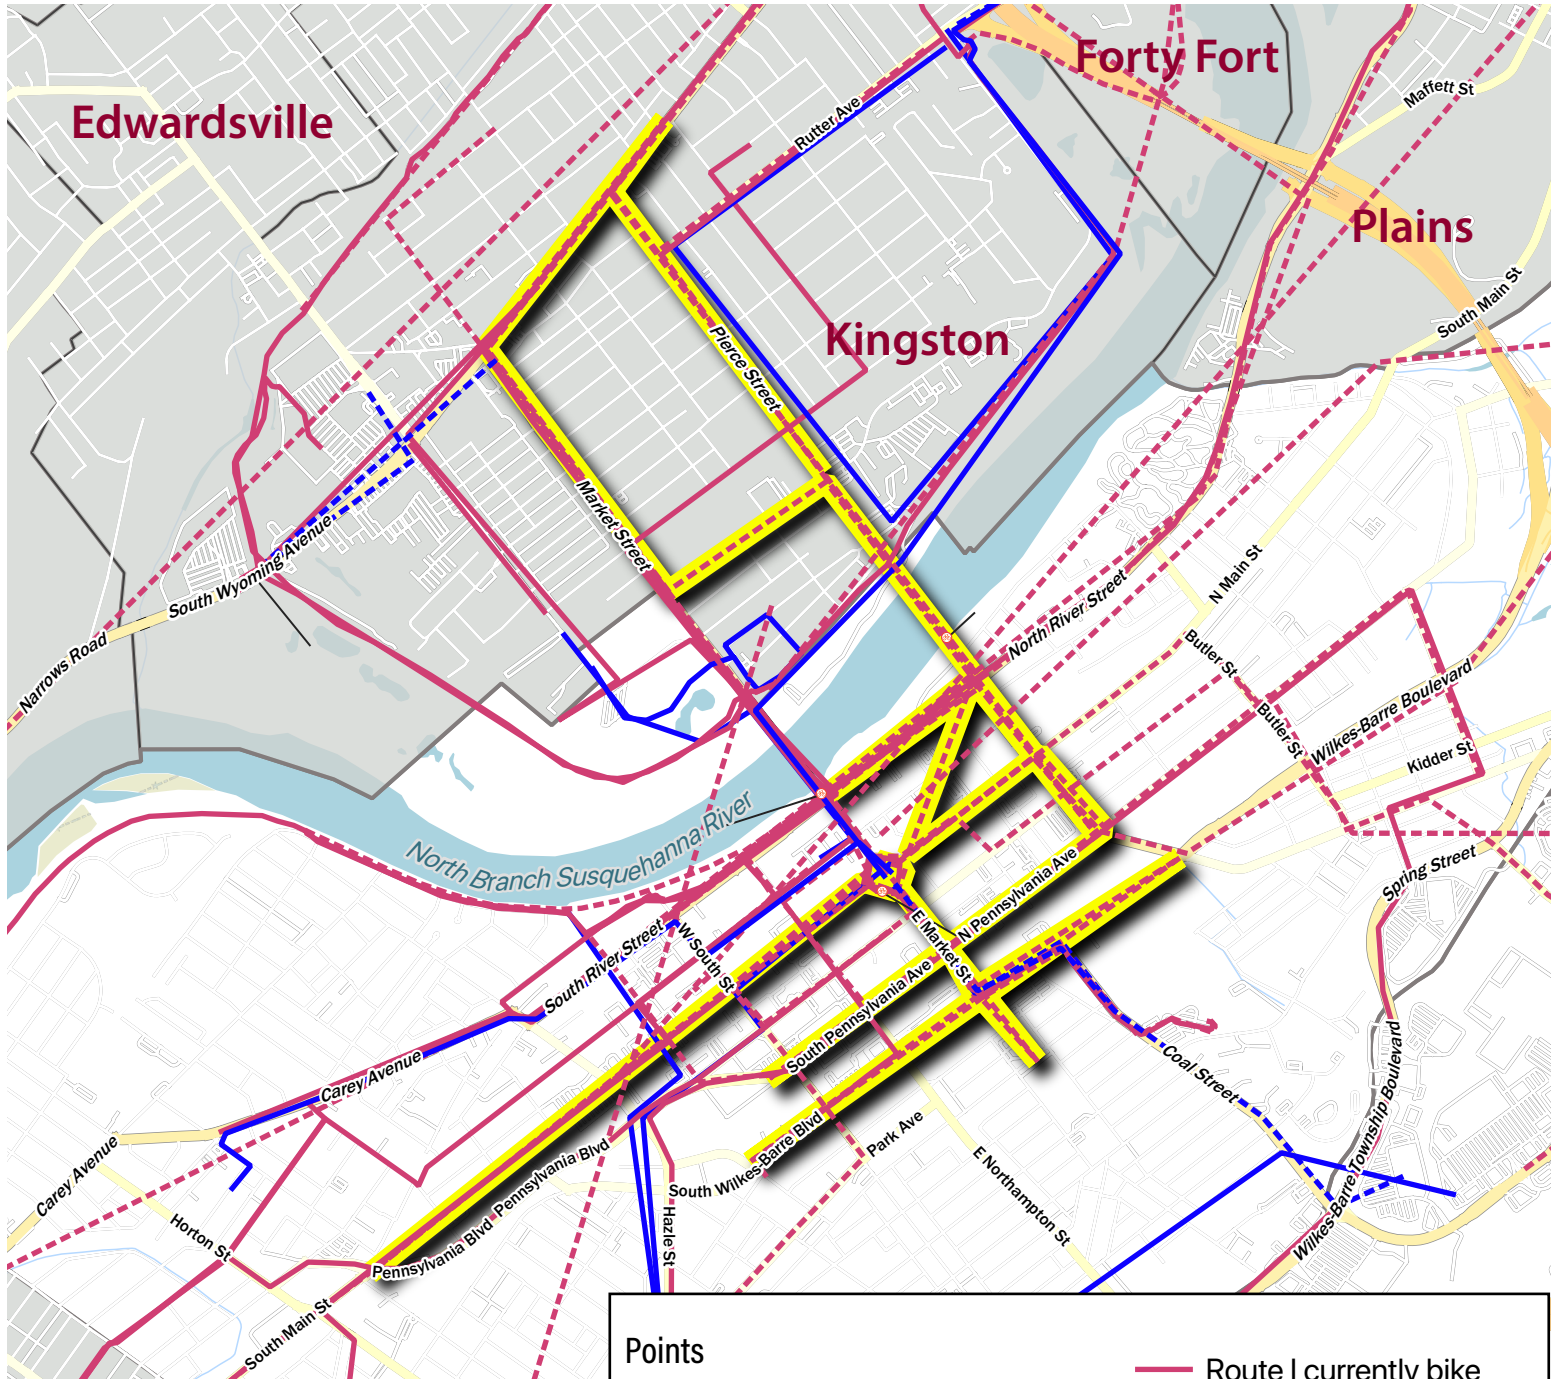 Forty Fort
Edwardsville
Maffett St
Rutter Ave
Plains
South Main St
Kingston
Pierce Street
Market Street
South Wyoming Avenue
N Main St
North River Street
Narrows Road
Butler St
Butler St
Wilkes-Barre Boulevard
Kidder St
North Branch Susquehanna River
Spring Street
N Pennsylvania Ave
E Market St
W South St
South River Street
South Pennsylvania Ave
Coal Street
Carey Avenue
Park Ave
Carey Avenue
South Wilkes-Barre Blvd
Pennsylvania Blvd
E Northampton St
Wilkes-Barre Township Boulevard
Hazle St
Horton St
Pennsylvania Blvd
South Main St
Points
Route I currently bike